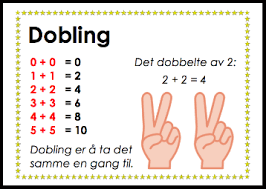 Dobling
0 + 0 = 0
1 + 1 = 2
2 + 2 = 4
3 + 3 = 6
4 + 4 = 8
5 + 5 = 10
Det dobbelte av 2:
2 + 2 = 4
Dobling er å ta det
samme en gang til.